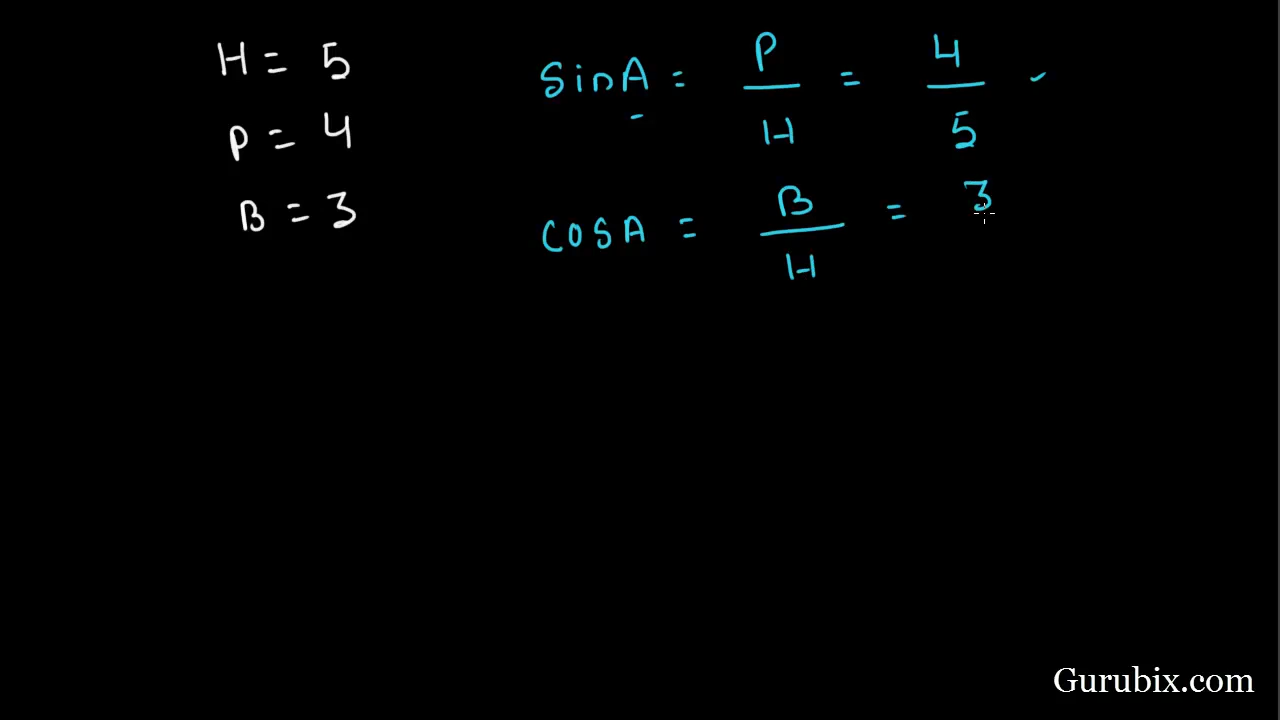 H = 5
P = 4
B = 3
SinA = P/H = 4/5
COSA = B/H = 3
Gurubix.com